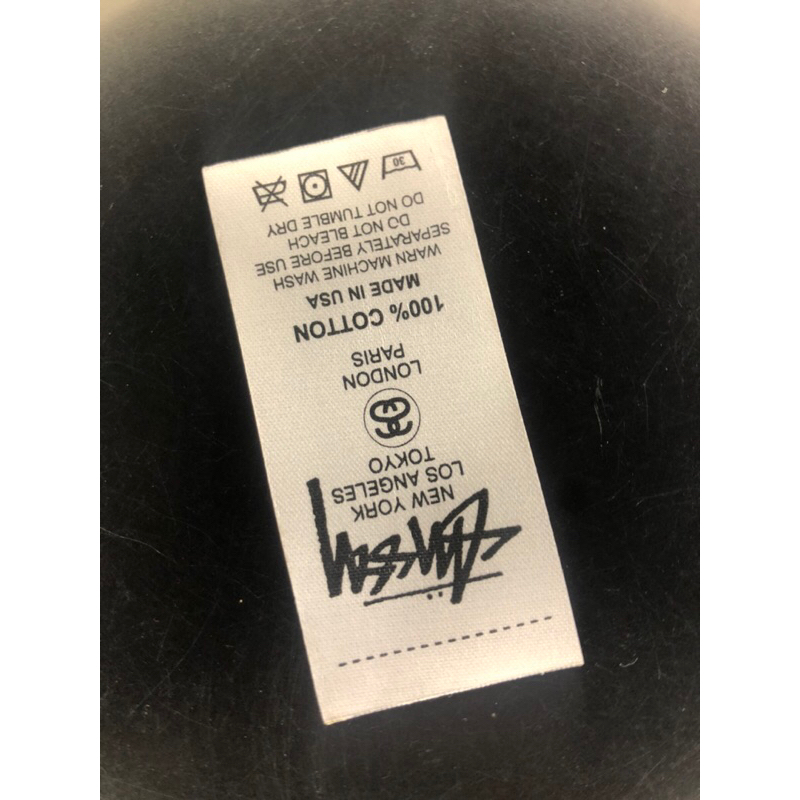 Stüssy
NEW YORK
LOS ANGELES
TOKYO
LONDON
PARIS
100% COTTON
MADE IN USA
WARN MACHINE WASH
SEPARATELY BEFORE USE
DO NOT BLEACH
DO NOT TUMBLE DRY
30